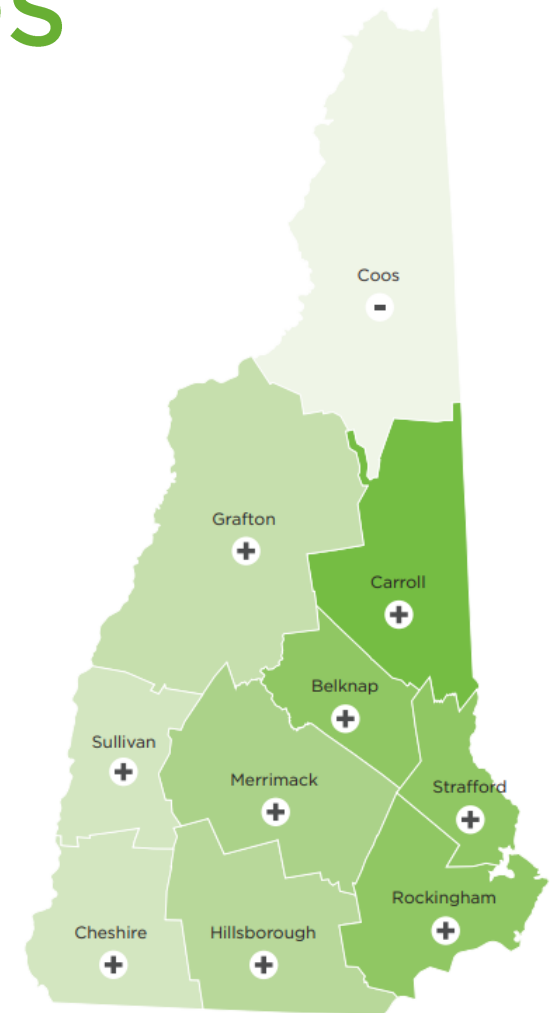 Coos
-
Grafton
+
Carroll
+
Belknap
+
Sullivan
+
Merrimack
+
Strafford
+
Rockingham
+
Cheshire
+
Hillsborough
+